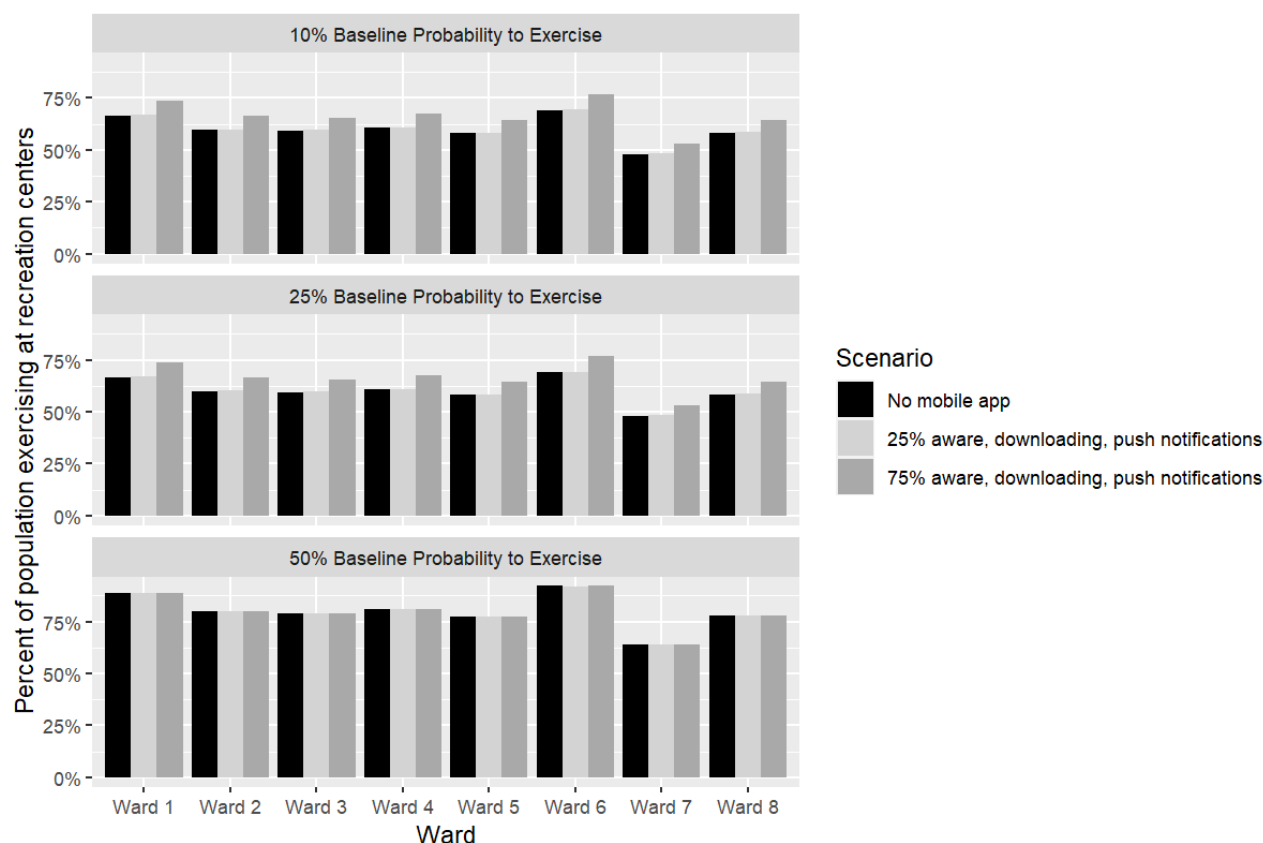 10% Baseline Probability to Exercise
75%
50%
25%
0%
25% Baseline Probability to Exercise
75%
50%
25%
0%
50% Baseline Probability to Exercise
75%
50%
25%
0%
Percent of population exercising at recreation centers
Ward 1 Ward 2 Ward 3 Ward 4 Ward 5 Ward 6 Ward 7 Ward 8
Ward
Scenario
No mobile app
25% aware, downloading, push notifications
75% aware, downloading, push notifications